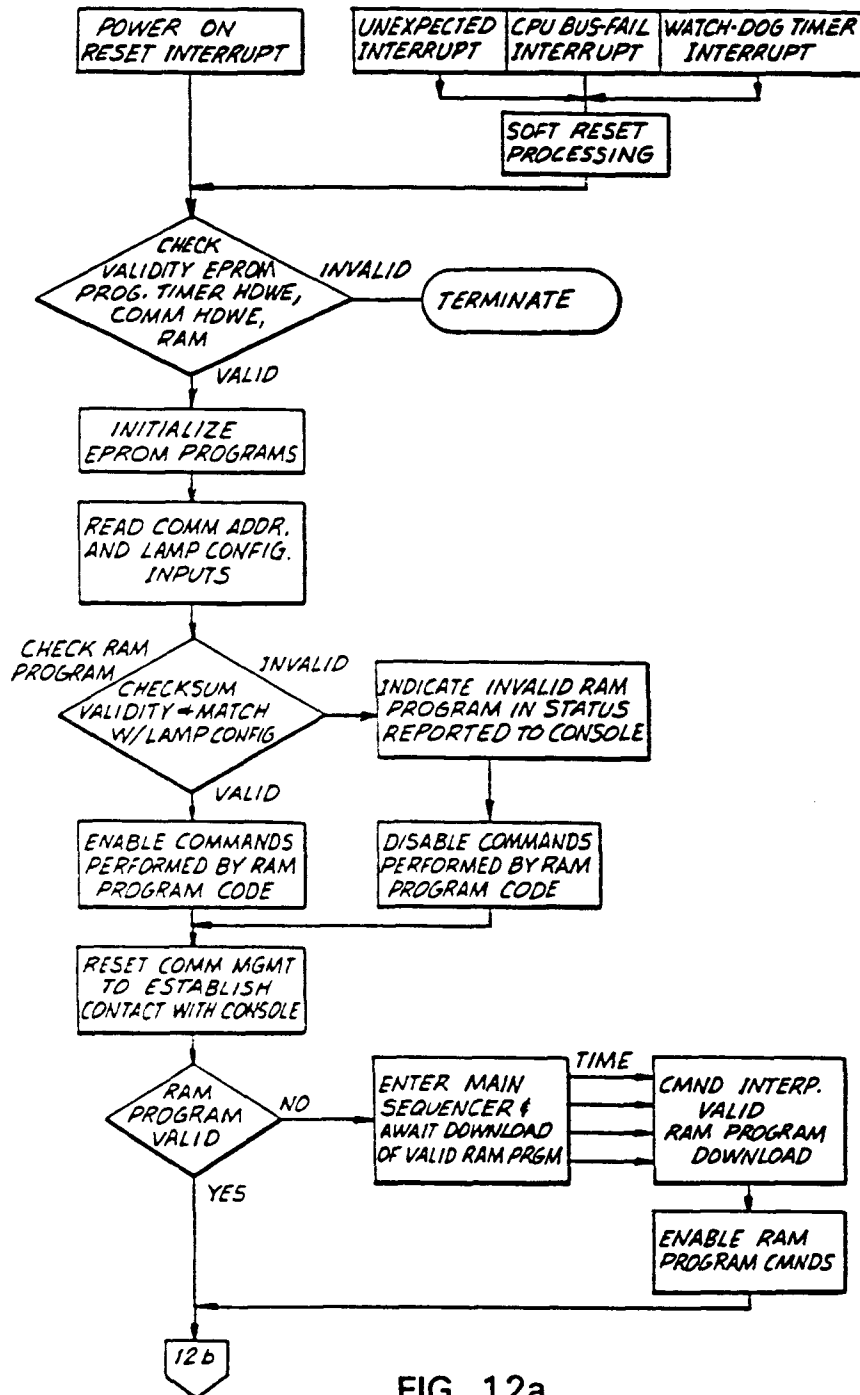 POWER ON
RESET INTERRUPT
UNEXPECTED
INTERRUPT
CPU BUS-FAIL
INTERRUPT
WATCH-DOG TIMER
INTERRUPT
SOFT RESET
PROCESSING
CHECK
VALIDITY EPROM
PROG. TIMER HDWE,
COMM HDWE,
RAM
INVALID
TERMINATE
VALID
INITIALIZE
EPROM PROGRAMS
READ COMM ADDR.
AND LAMP CONFIG.
INPUTS
CHECK RAM
PROGRAM
CHECKSUM
VALIDITY & MATCH
W/LAMP CONFIG
INVALID
INDICATE INVALID RAM
PROGRAM IN STATUS
REPORTED TO CONSOLE
VALID
ENABLE COMMANDS
PERFORMED BY RAM
PROGRAM CODE
DISABLE COMMANDS
PERFORMED BY RAM
PROGRAM CODE
RESET COMM MGMT
TO ESTABLISH
CONTACT WITH CONSOLE
RAM
PROGRAM
VALID
NO
ENTER MAIN
SEQUENCER &
AWAIT DOWNLOAD
OF VALID RAM PRGM
TIME
CMND INTERP.
VALID
RAM PROGRAM
DOWNLOAD
YES
ENABLE RAM
PROGRAM CMNDS
12b
FIG. 12a